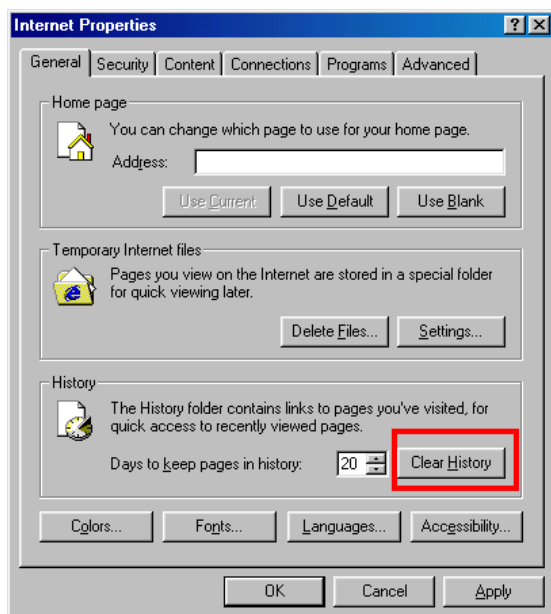 Internet Properties
General Security Content Connections Programs Advanced
Home page
You can change which page to use for your home page.
Address:
Use Current Use Default Use Blank
Temporary Internet files
Pages you view on the Internet are stored in a special folder
for quick viewing later.
Delete Files... Settings...
History
The History folder contains links to pages you've visited, for
quick access to recently viewed pages.
Days to keep pages in history: 20 Clear History
Colors... Fonts... Languages... Accessibility...
OK Cancel Apply